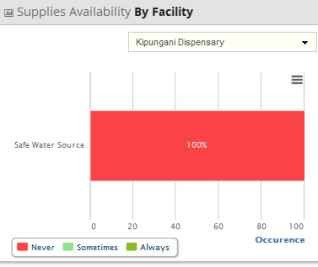 Supplies Availability By Facility
Kipungani Dispensary
Safe Water Source
100%
0 20 40 60 80 100
Occurence
Never Sometimes Always